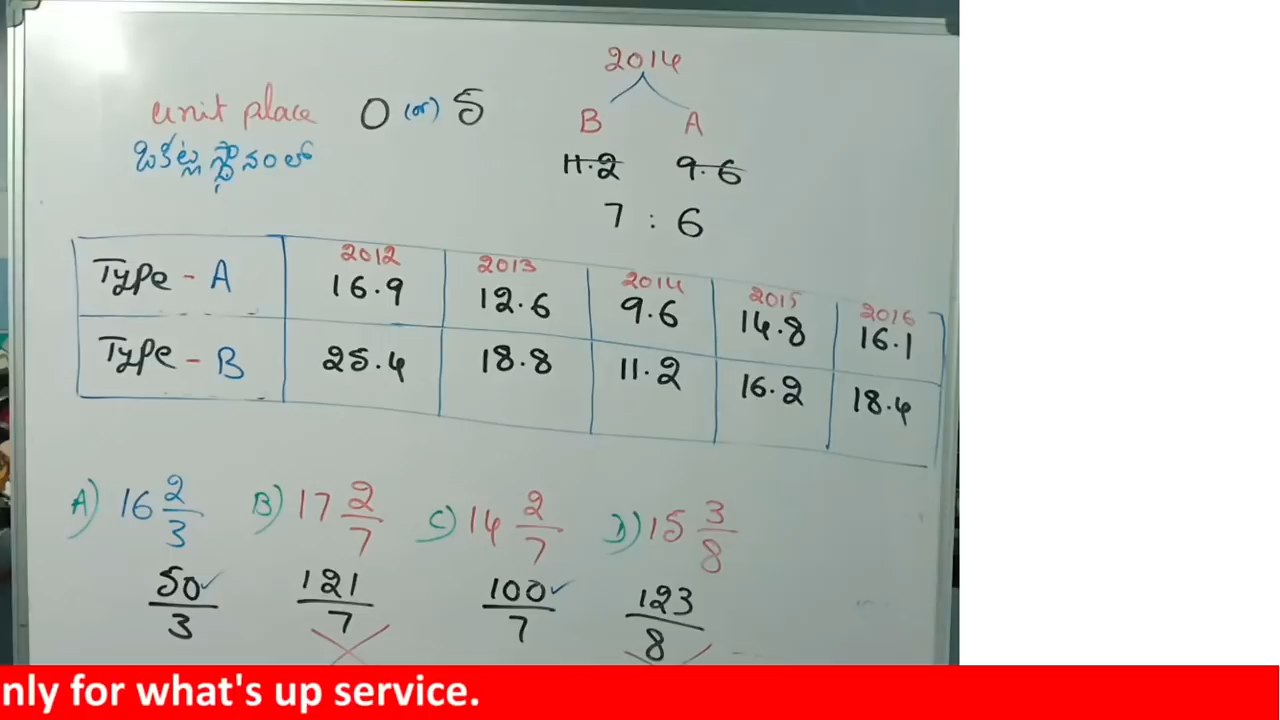 2014
unit place 0 (or) 5
B A
ఒకట్ల స్థానంలో
11.2 9.6
7 : 6
2012 2013 2014 2015 2016
Type - A 16.9 12.6 9.6 14.8 16.1
Type - B 25.4 18.8 11.2 16.2 18.4
A) 16 2/3 B) 17 2/7 C) 14 2/7 D) 15 3/8
50/3 ✓ 121/7 100/7 ✓ 123/8
nly for what's up service.